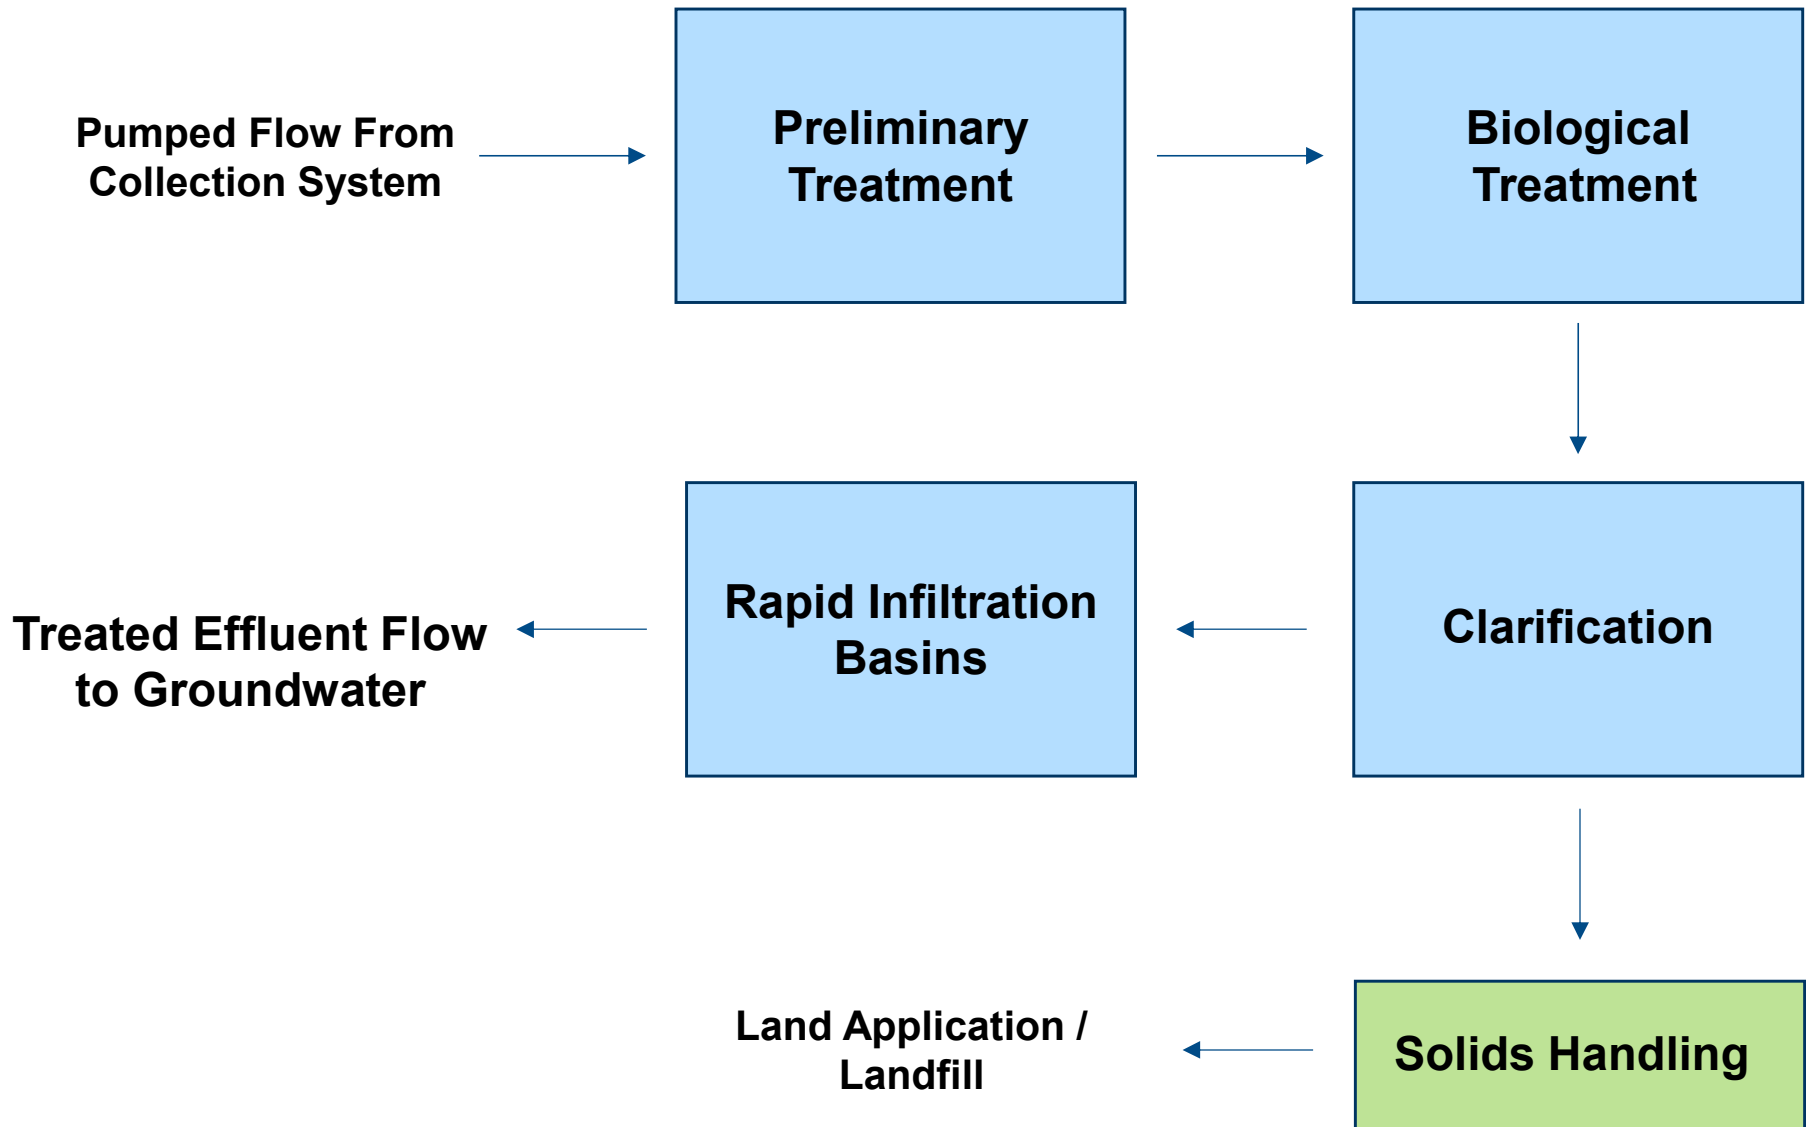 Pumped Flow From
Collection System
Preliminary
Treatment
Biological
Treatment
Treated Effluent Flow
to Groundwater
Rapid Infiltration
Basins
Clarification
Land Application /
Landfill
Solids Handling